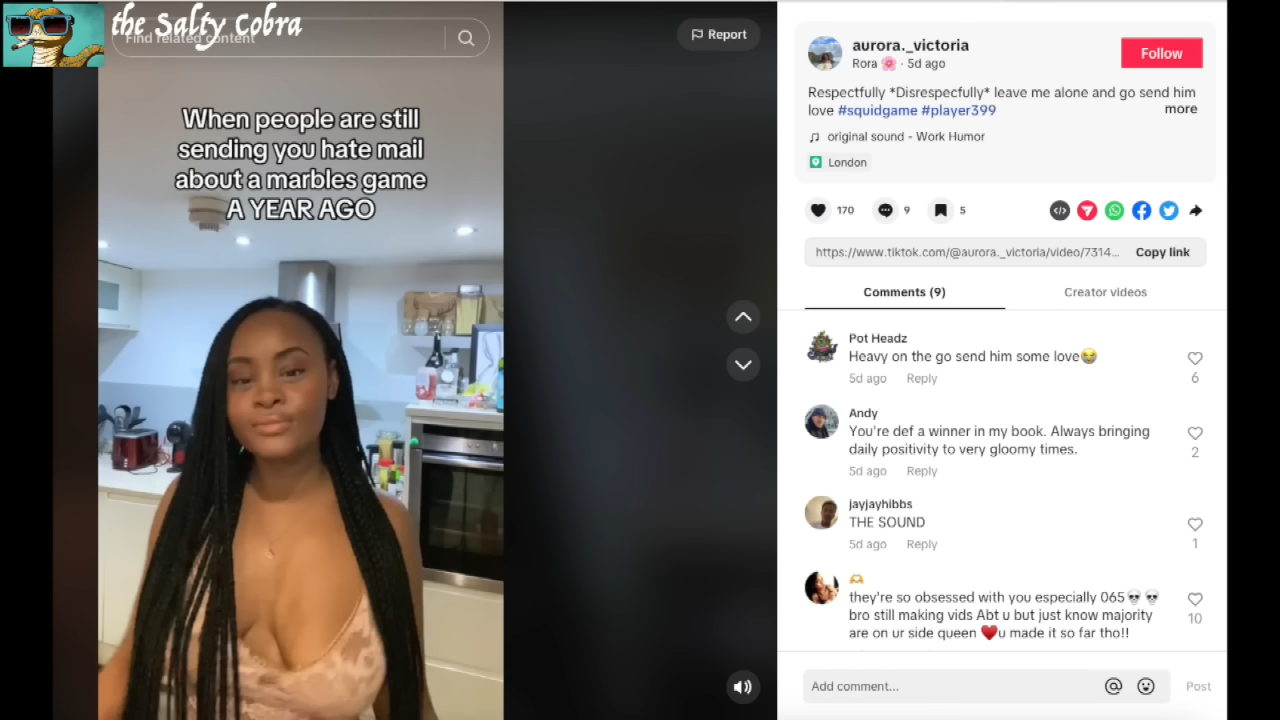 the Salty Cobra
Find related content
Report
When people are still
sending you hate mail
about a marbles game
A YEAR AGO
aurora._victoria
Rora 🌸 · 5d ago
Follow
Respectfully *Disrespecfully* leave me alone and go send him
love #squidgame #player399
more
original sound - Work Humor
London
170
9
5
https://www.tiktok.com/@aurora._victoria/video/7314...
Copy link
Comments (9)
Creator videos
Pot Headz
Heavy on the go send him some love😭
5d ago Reply
6
Andy
You're def a winner in my book. Always bringing
daily positivity to very gloomy times.
5d ago Reply
2
jayjayhibbs
THE SOUND
5d ago Reply
1
🫶
they're so obsessed with you especially 065💀💀
bro still making vids Abt u but just know majority
are on ur side queen ❤️u made it so far tho!!
10
Add comment...
Post